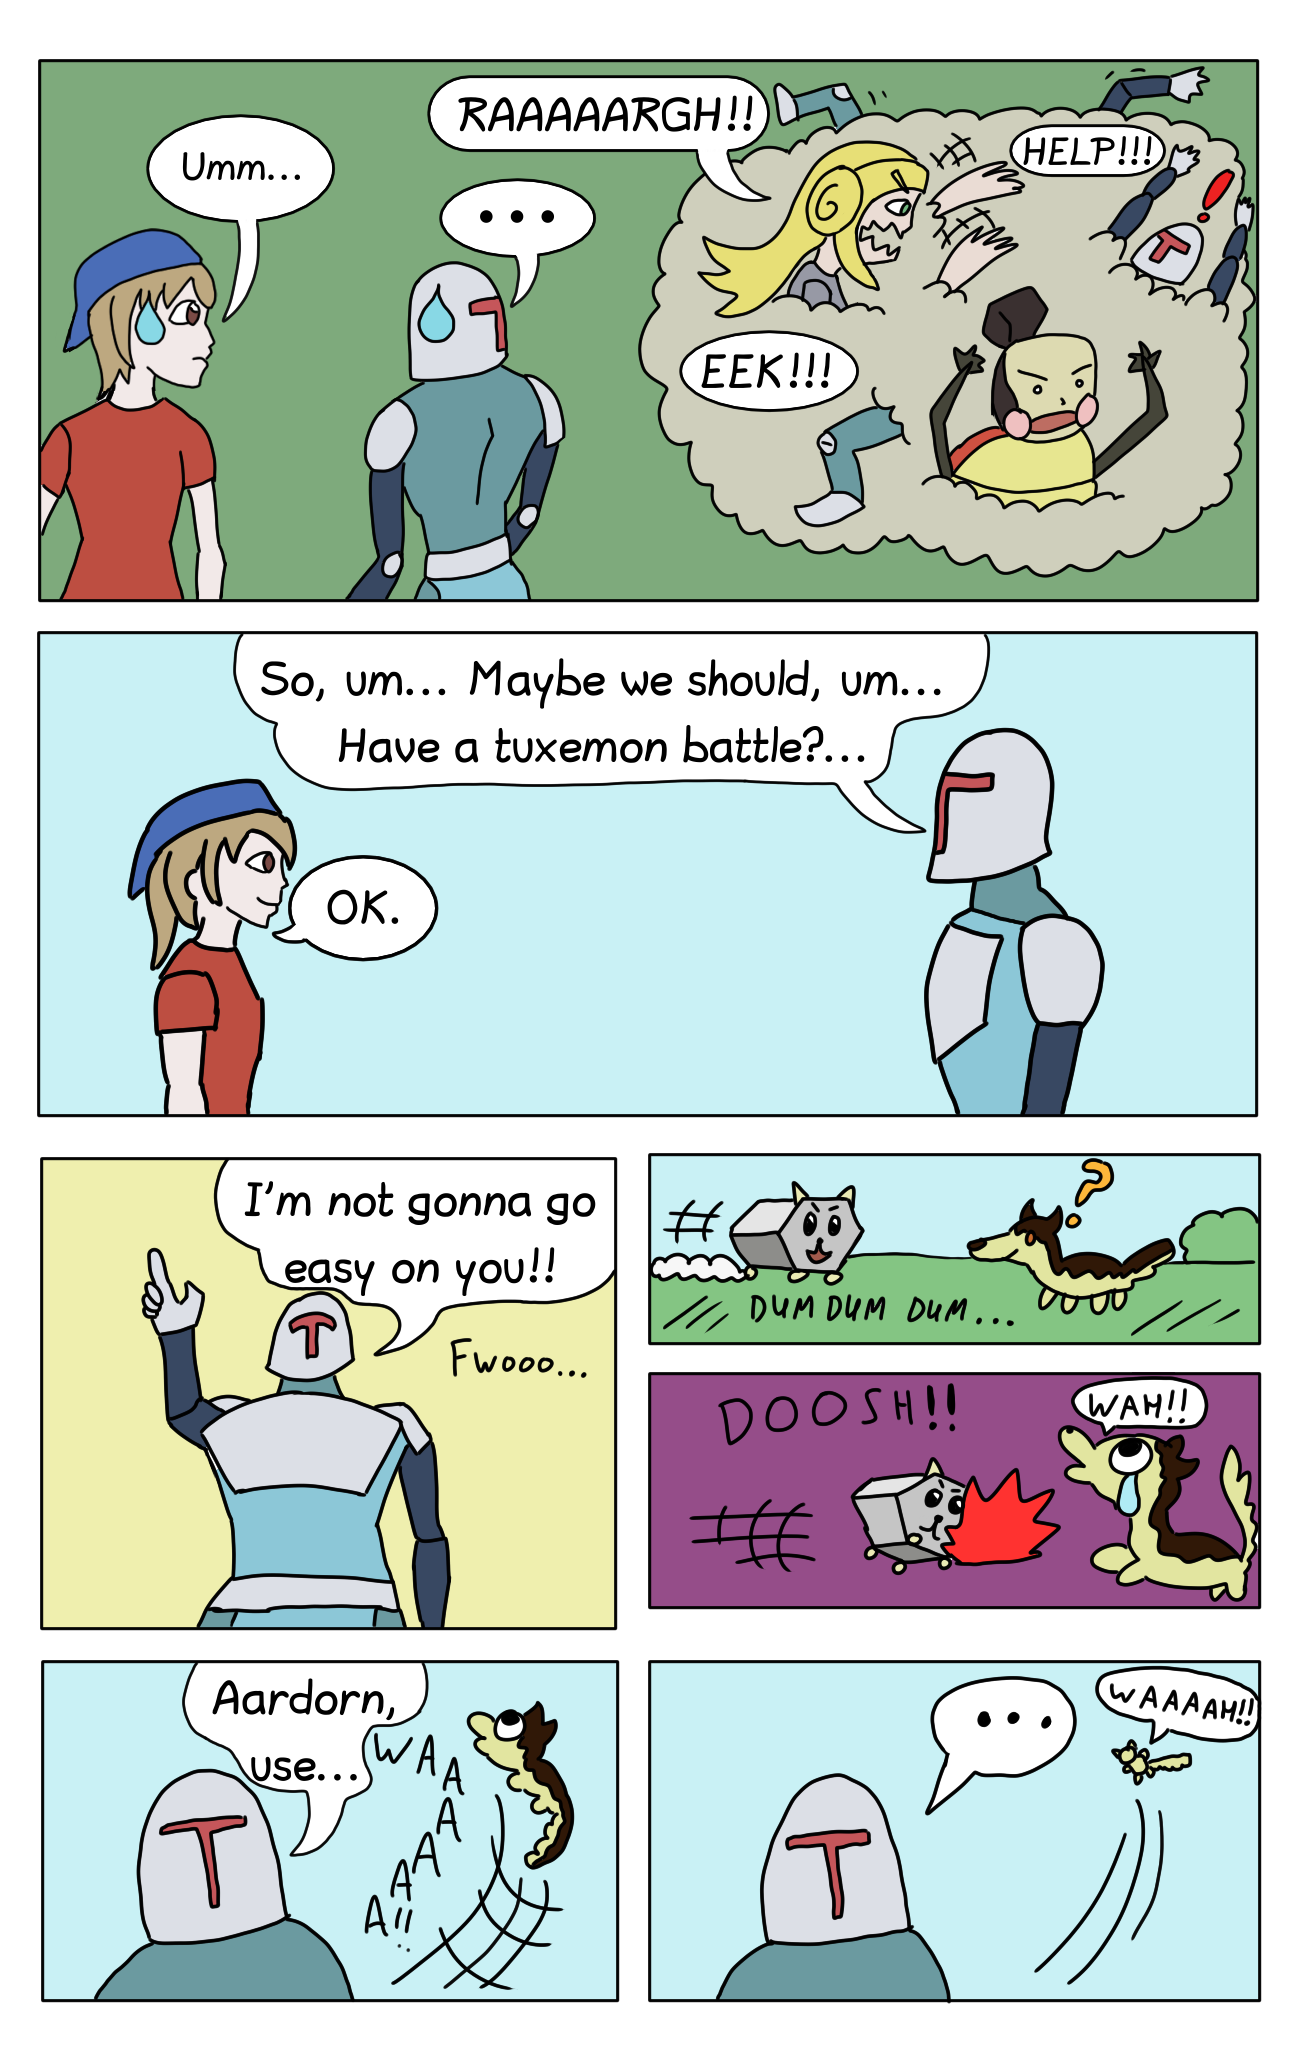 Umm...
RAAAAARGH!!
...
HELP!!!
EEK!!!
So, um... Maybe we should, um...
Have a tuxemon battle?...
OK.
I'm not gonna go
easy on you!!
Fwooo...
?
DUM DUM DUM...
DOOSH!!
WAH!!
Aardorn,
use...
WAAAAAA!!
...
WAAAAH!!